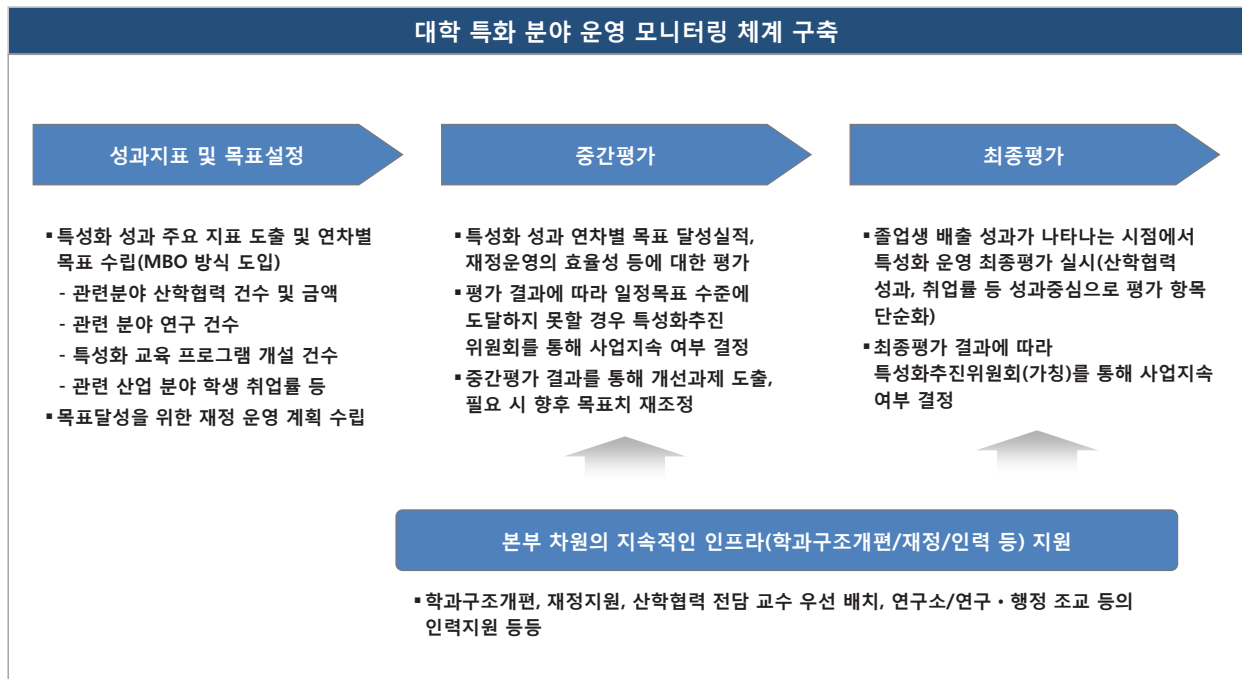 대학 특화 분야 운영 모니터링 체계 구축
성과지표 및 목표설정
▪특성화 성과 주요 지표 도출 및 연차별
목표 수립(MBO 방식 도입)
- 관련분야 산학협력 건수 및 금액
- 관련 분야 연구 건수
- 특성화 교육 프로그램 개설 건수
- 관련 산업 분야 학생 취업률 등
▪목표달성을 위한 재정 운영 계획 수립
중간평가
▪특성화 성과 연차별 목표 달성실적,
재정운영의 효율성 등에 대한 평가
▪평가 결과에 따라 일정목표 수준에
도달하지 못할 경우 특성화추진
위원회를 통해 사업지속 여부 결정
▪중간평가 결과를 통해 개선과제 도출,
필요 시 향후 목표치 재조정
최종평가
▪졸업생 배출 성과가 나타나는 시점에서
특성화 운영 최종평가 실시(산학협력
성과, 취업률 등 성과중심으로 평가 항목
단순화)
▪최종평가 결과에 따라
특성화추진위원회(가칭)를 통해 사업지속
여부 결정
본부 차원의 지속적인 인프라(학과구조개편/재정/인력 등) 지원
▪학과구조개편, 재정지원, 산학협력 전담 교수 우선 배치, 연구소/연구·행정 조교 등의
인력지원 등등